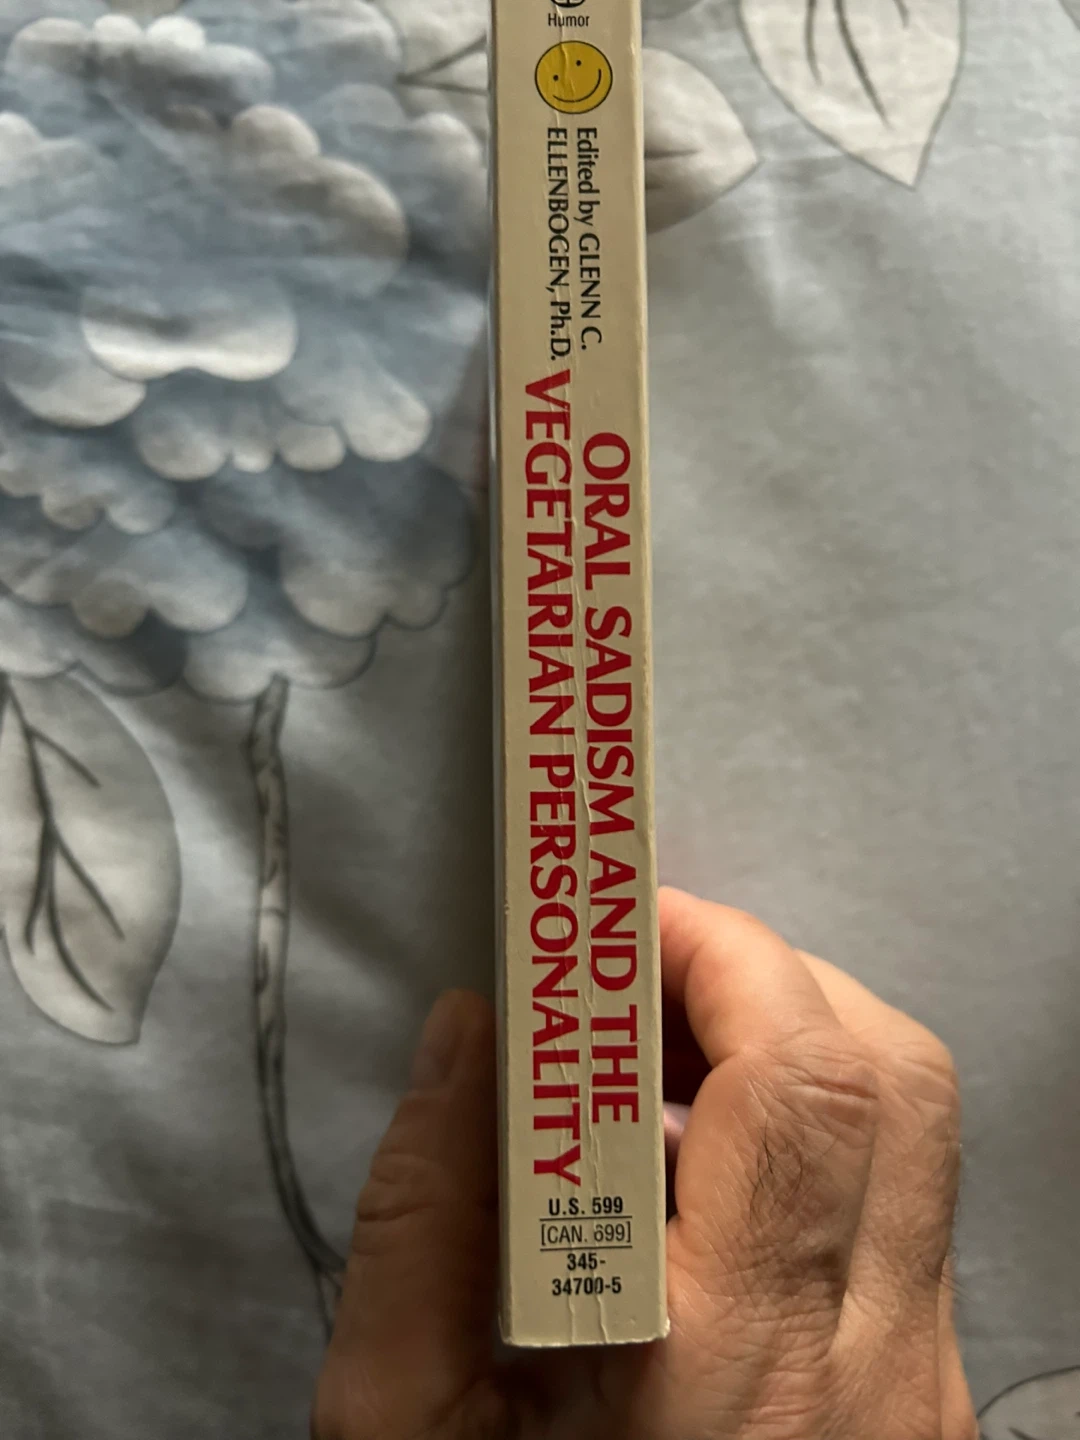 Humor
Edited by GLENN C.
ELLENBOGEN, Ph.D.
ORAL SADISM AND THE
VEGETARIAN PERSONALITY
U.S. 599
[CAN. 699]
345-
34700-5